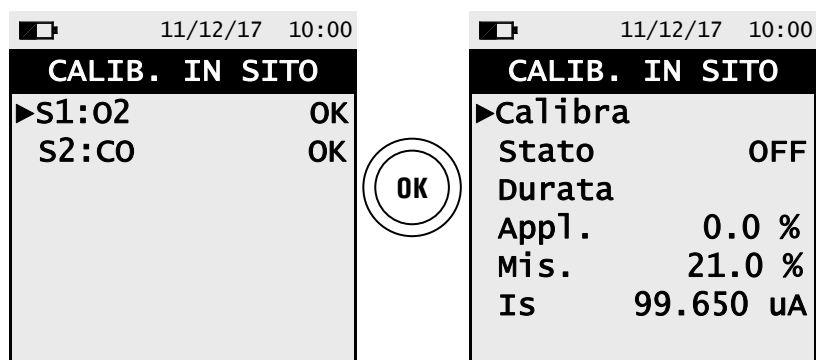 11/12/17 10:00
CALIB. IN SITO
►S1:O2 OK
S2:CO OK
OK
11/12/17 10:00
CALIB. IN SITO
►Calibra
Stato OFF
Durata
Appl. 0.0 %
Mis. 21.0 %
Is 99.650 uA